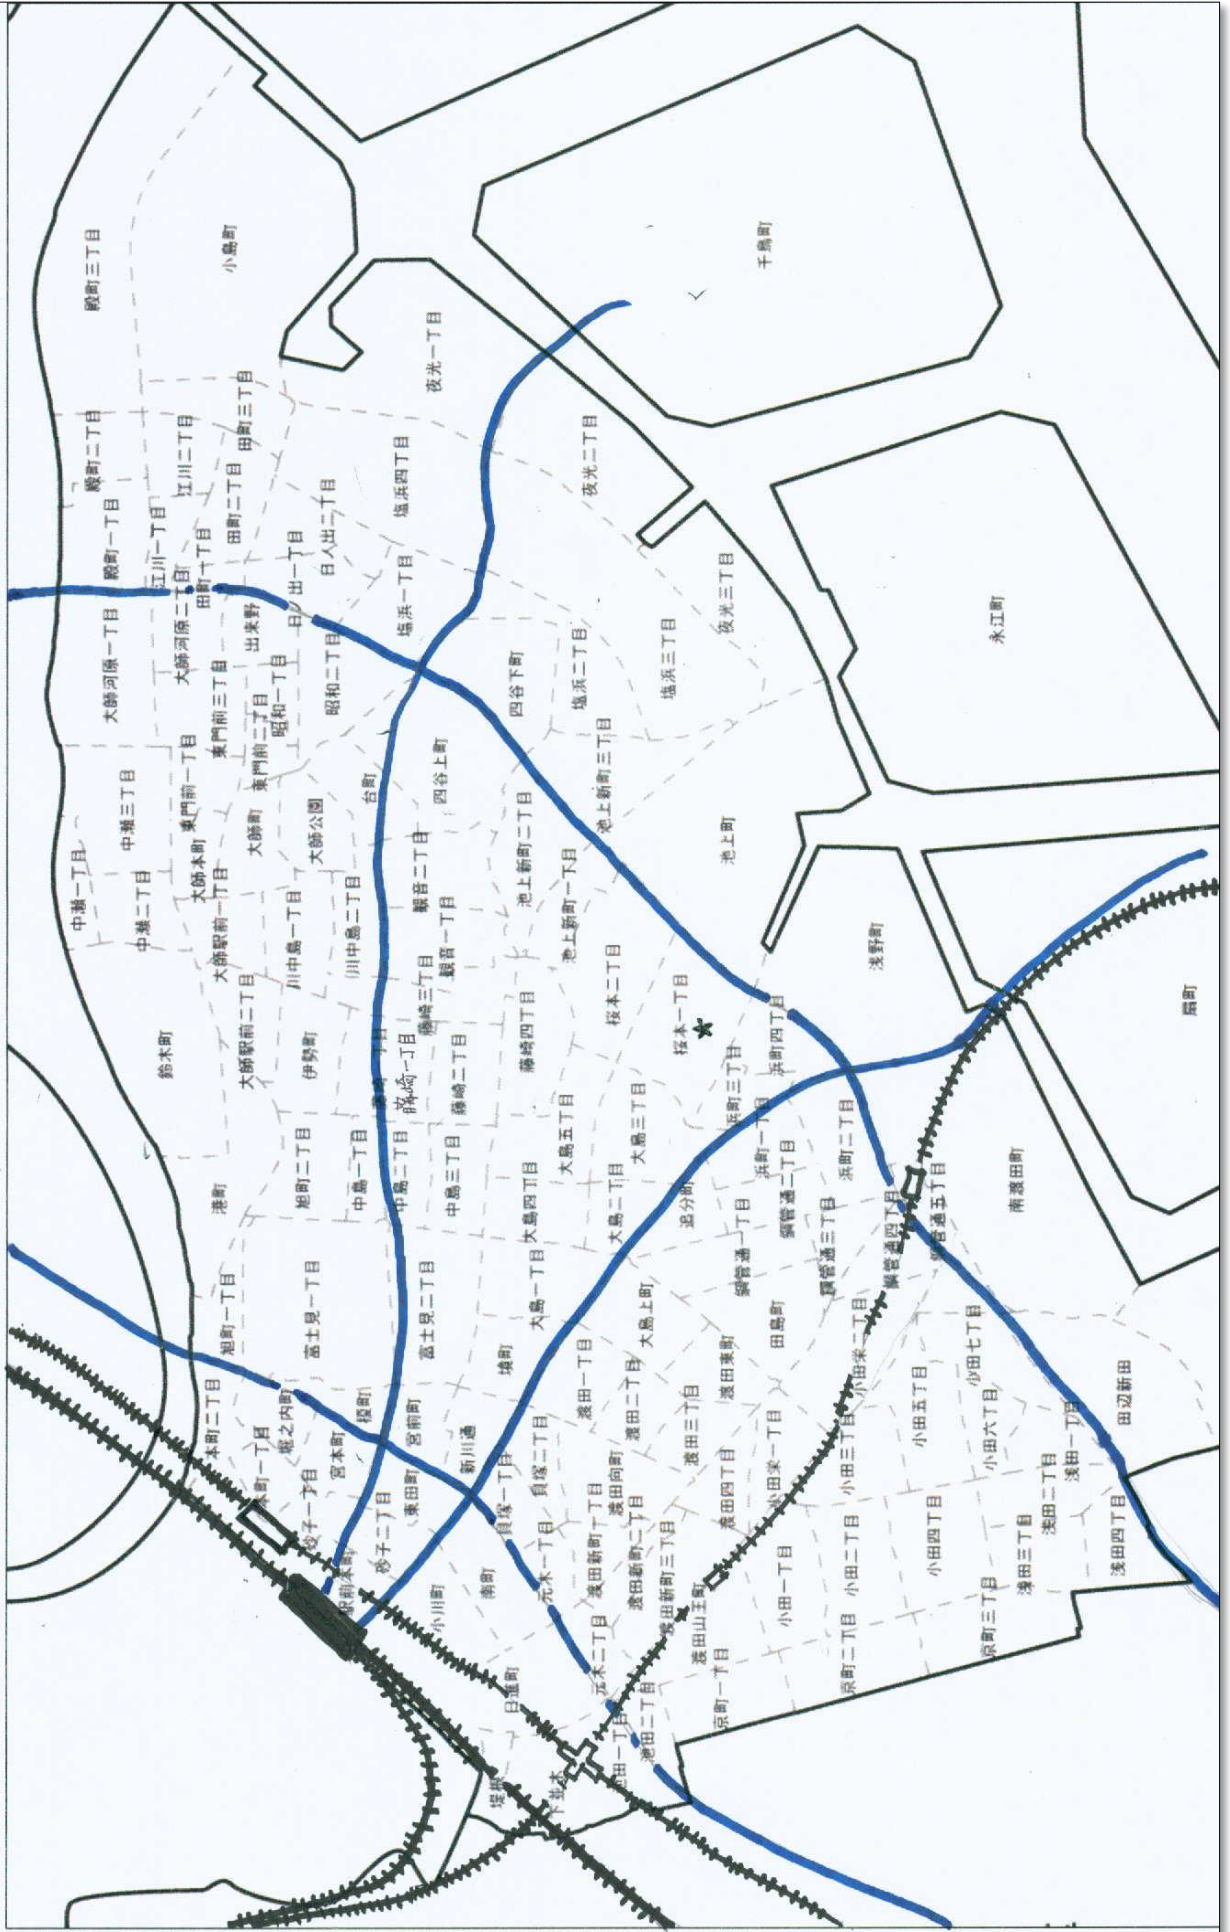 殿町三丁目
小島町
千鳥町
夜光一丁目
殿町二丁目
江川二丁目
田町三丁目
塩浜四丁目
夜光二丁目
殿町一丁目
江川一丁目
田町二丁目
日ノ出二丁目
田町一丁目
日ノ出一丁目
塩浜一丁目
夜光三丁目
永江町
大師河原一丁目
大師河原二丁目
出来野
昭和二丁目
四谷下町
塩浜二丁目
塩浜三丁目
東門前三丁目
昭和一丁目
東門前二丁目
東門前一丁目
中瀬三丁目
大師町
大師公園
台町
四谷上町
池上新町三丁目
池上町
中瀬一丁目
中瀬二丁目
大師本町
大師駅前一丁目
川中島一丁目
川中島二丁目
観音二丁目
観音一丁目
池上新町二丁目
池上新町一丁目
浅野町
扇町
鈴木町
大師駅前二丁目
伊勢町
藤崎一丁目
藤崎三丁目
藤崎二丁目
藤崎四丁目
桜本二丁目
桜本一丁目
浜町四丁目
浜町三丁目
港町
旭町二丁目
中島一丁目
中島二丁目
中島三丁目
大島四丁目
大島五丁目
大島三丁目
大島二丁目
追分町
浜町一丁目
浜町二丁目
鋼管通一丁目
鋼管通二丁目
鋼管通三丁目
鋼管通四丁目
鋼管通五丁目
南渡田町
旭町一丁目
富士見一丁目
富士見二丁目
境町
大島一丁目
大島上町
田島町
小田栄二丁目
小田七丁目
田辺新田
本町二丁目
本町一丁目
堀之内町
榎町
宮本町
宮前町
新川通
貝塚二丁目
貝塚一丁目
渡田一丁目
渡田二丁目
渡田三丁目
渡田東町
渡田向町
渡田四丁目
小田栄一丁目
小田三丁目
小田五丁目
小田六丁目
浅田一丁目
浅田二丁目
砂子一丁目
砂子二丁目
東田町
駅前本町
小川町
南町
元木一丁目
渡田新町一丁目
渡田新町二丁目
渡田新町三丁目
渡田山王町
小田一丁目
小田二丁目
小田四丁目
浅田三丁目
浅田四丁目
日進町
元木二丁目
京町一丁目
京町二丁目
京町三丁目
堤根
下並木
池田一丁目
池田二丁目